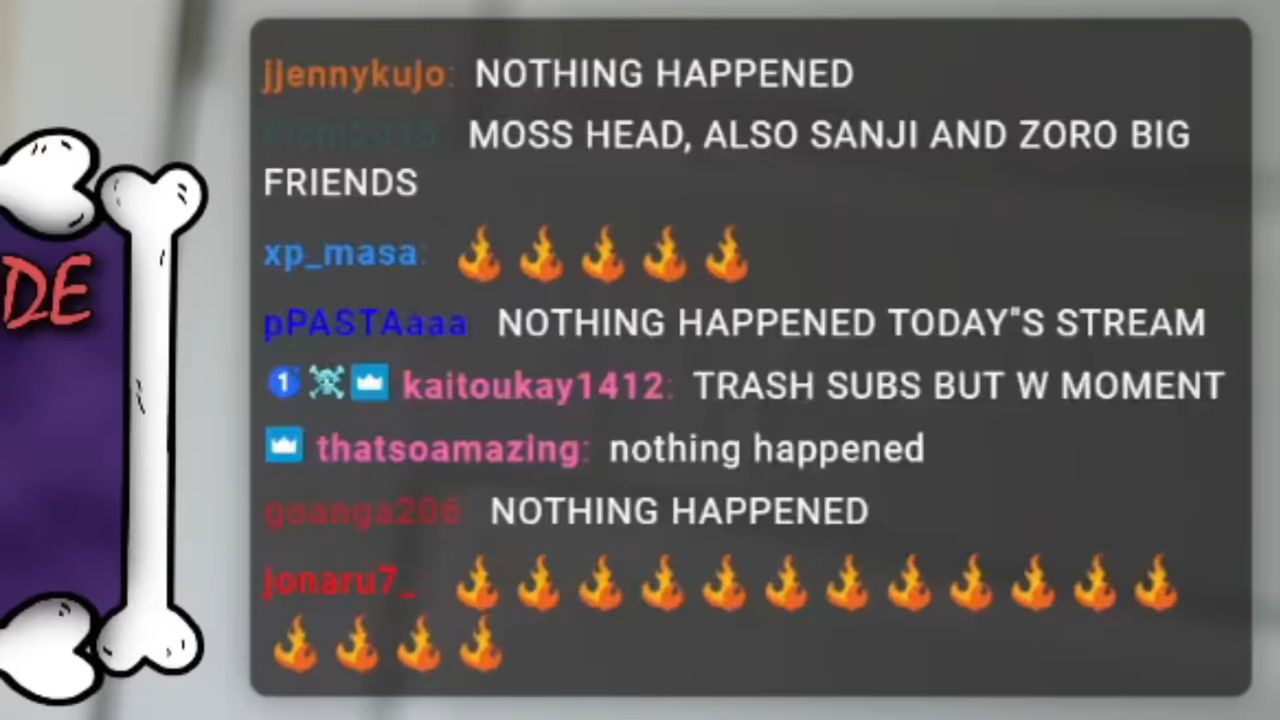 jjennykujo: NOTHING HAPPENED
MOSS HEAD, ALSO SANJI AND ZORO BIG
FRIENDS
xp_masa: 🔥 🔥 🔥 🔥 🔥
DE
pPASTAaaa NOTHING HAPPENED TODAY"S STREAM
1 kaitoukay1412: TRASH SUBS BUT W MOMENT
thatsoamazing: nothing happened
goanga206 NOTHING HAPPENED
jonaru7_: 🔥 🔥 🔥 🔥 🔥 🔥 🔥 🔥 🔥 🔥 🔥 🔥
🔥 🔥 🔥 🔥